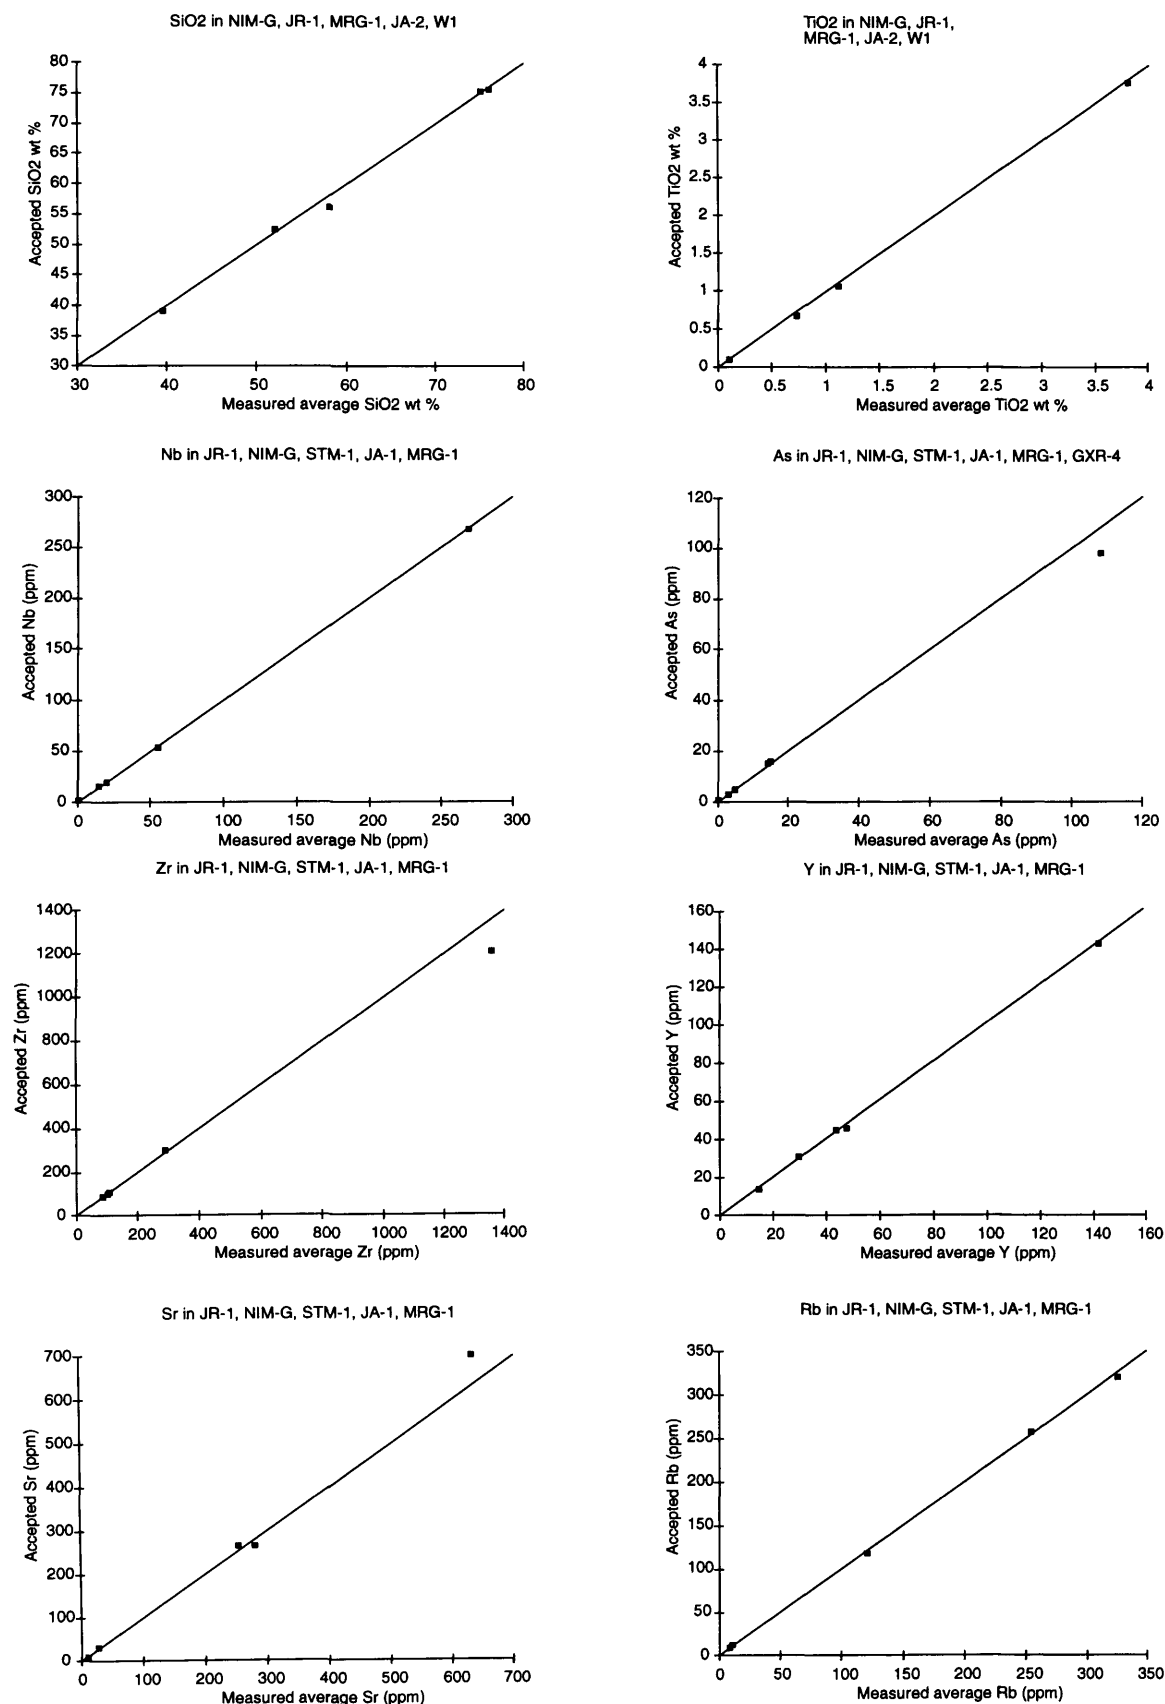 SiO2 in NIM-G, JR-1, MRG-1, JA-2, W1
80
75
70
65
60
55
50
45
40
35
30
Accepted SiO2 wt %
30 40 50 60 70 80
Measured average SiO2 wt %
TiO2 in NIM-G, JR-1,
MRG-1, JA-2, W1
4
3.5
3
2.5
2
1.5
1
0.5
0
Accepted TiO2 wt %
0 0.5 1 1.5 2 2.5 3 3.5 4
Measured average TiO2 wt %
Nb in JR-1, NIM-G, STM-1, JA-1, MRG-1
300
250
200
150
100
50
0
Accepted Nb (ppm)
0 50 100 150 200 250 300
Measured average Nb (ppm)
As in JR-1, NIM-G, STM-1, JA-1, MRG-1, GXR-4
120
100
80
60
40
20
0
Accepted As (ppm)
0 20 40 60 80 100 120
Measured average As (ppm)
Zr in JR-1, NIM-G, STM-1, JA-1, MRG-1
1400
1200
1000
800
600
400
200
0
Accepted Zr (ppm)
0 200 400 600 800 1000 1200 1400
Measured average Zr (ppm)
Y in JR-1, NIM-G, STM-1, JA-1, MRG-1
160
140
120
100
80
60
40
20
0
Accepted Y (ppm)
0 20 40 60 80 100 120 140 160
Measured average Y (ppm)
Sr in JR-1, NIM-G, STM-1, JA-1, MRG-1
700
600
500
400
300
200
100
0
Accepted Sr (ppm)
0 100 200 300 400 500 600 700
Measured average Sr (ppm)
Rb in JR-1, NIM-G, STM-1, JA-1, MRG-1
350
300
250
200
150
100
50
0
Accepted Rb (ppm)
0 50 100 150 200 250 300 350
Measured average Rb (ppm)